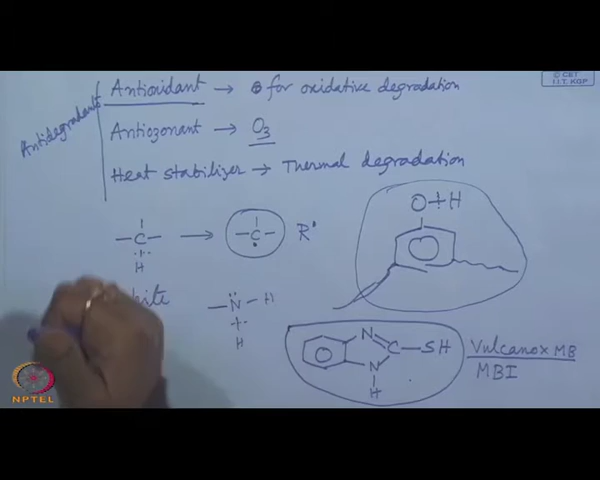 © CET
I.I.T. KGP
Antidegradants
Antioxidant → for oxidative degradation
Antiozonant → O3
Heat stabilizer → Thermal degradation
O H
C → C R•
H
N H
H
N
C SH
N
H
Vulcanox MB
MBI
NPTEL